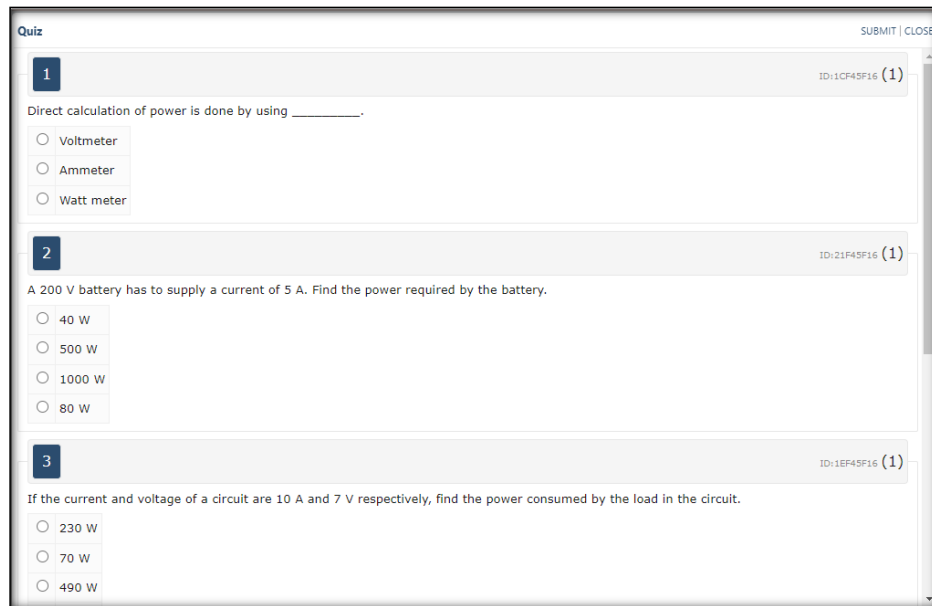 Quiz
SUBMIT | CLOSE
1
ID:1CF45F16 (1)
Direct calculation of power is done by using _________.
Voltmeter
Ammeter
Watt meter
2
ID:21F45F16 (1)
A 200 V battery has to supply a current of 5 A. Find the power required by the battery.
40 W
500 W
1000 W
80 W
3
ID:1EF45F16 (1)
If the current and voltage of a circuit are 10 A and 7 V respectively, find the power consumed by the load in the circuit.
230 W
70 W
490 W